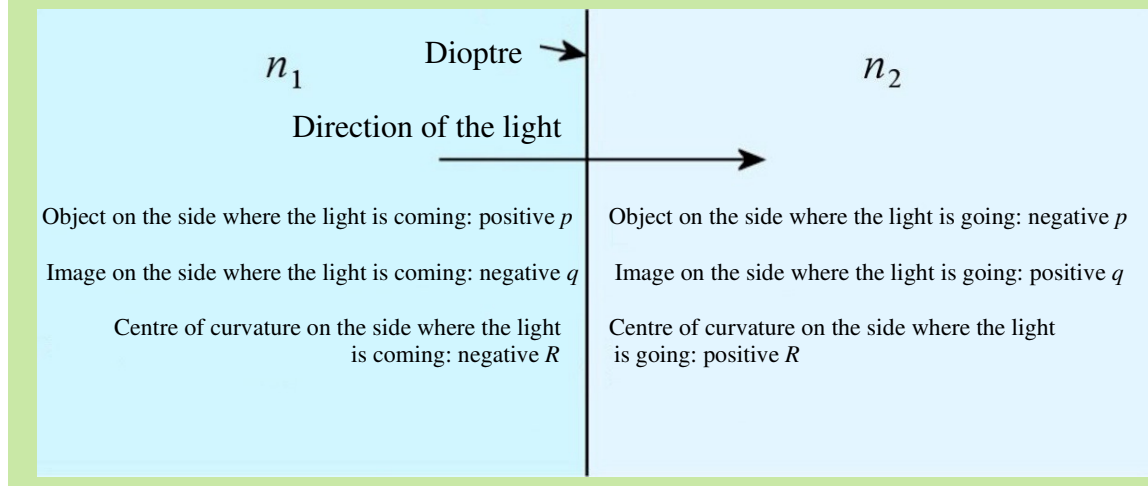 n₁
Dioptre
n₂
Direction of the light
Object on the side where the light is coming: positive p
Object on the side where the light is going: negative p
Image on the side where the light is coming: negative q
Image on the side where the light is going: positive q
Centre of curvature on the side where the light
is coming: negative R
Centre of curvature on the side where the light
is going: positive R